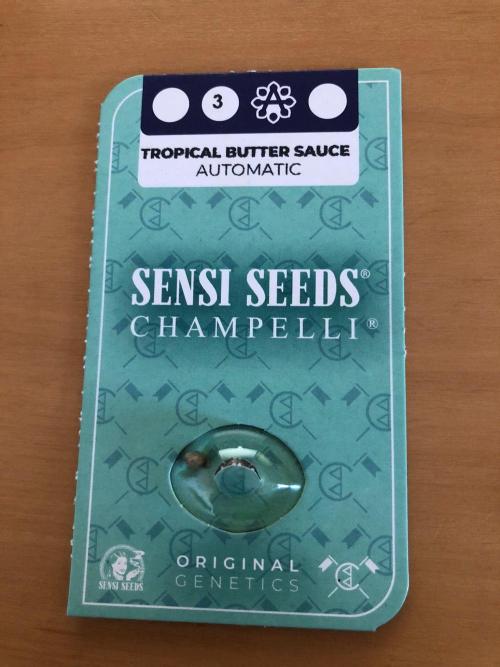 3
TROPICAL BUTTER SAUCE
AUTOMATIC
SENSI SEEDS®
CHAMPELLI®
ORIGINAL
GENETICS
SENSI SEEDS